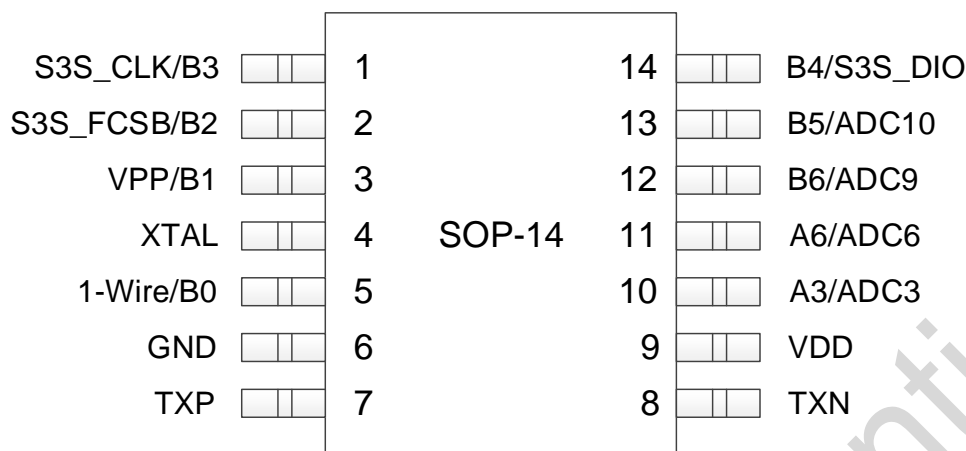 S3S_CLK/B3 1 14 B4/S3S_DIO
S3S_FCSB/B2 2 13 B5/ADC10
VPP/B1 3 12 B6/ADC9
XTAL 4 SOP-14 11 A6/ADC6
1-Wire/B0 5 10 A3/ADC3
GND 6 9 VDD
TXP 7 8 TXN